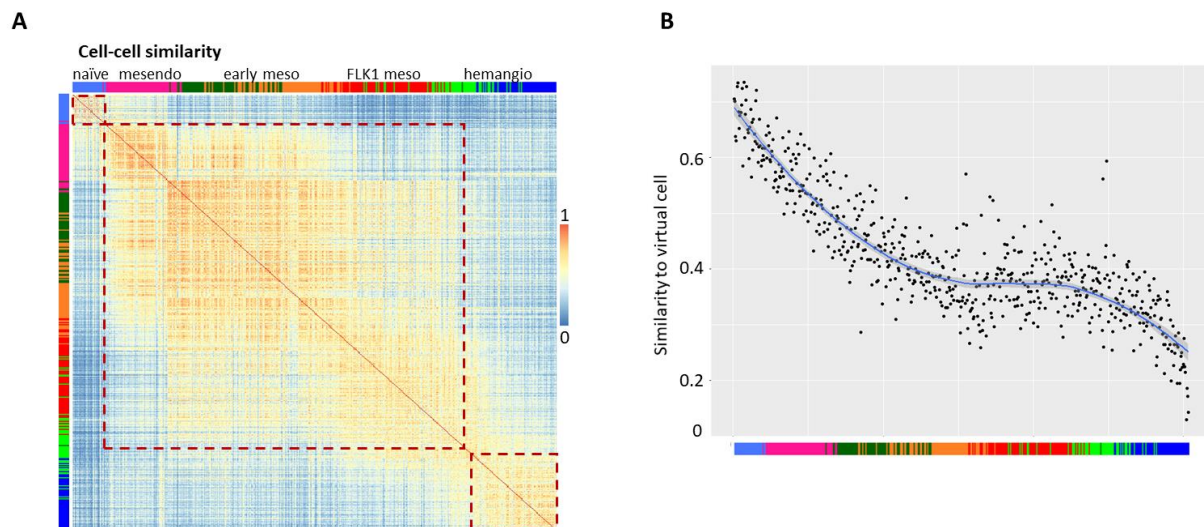 A
Cell-cell similarity
naïve mesendo early meso FLK1 meso hemangio
1
0
B
Similarity to virtual cell
0.6
0.4
0.2
0